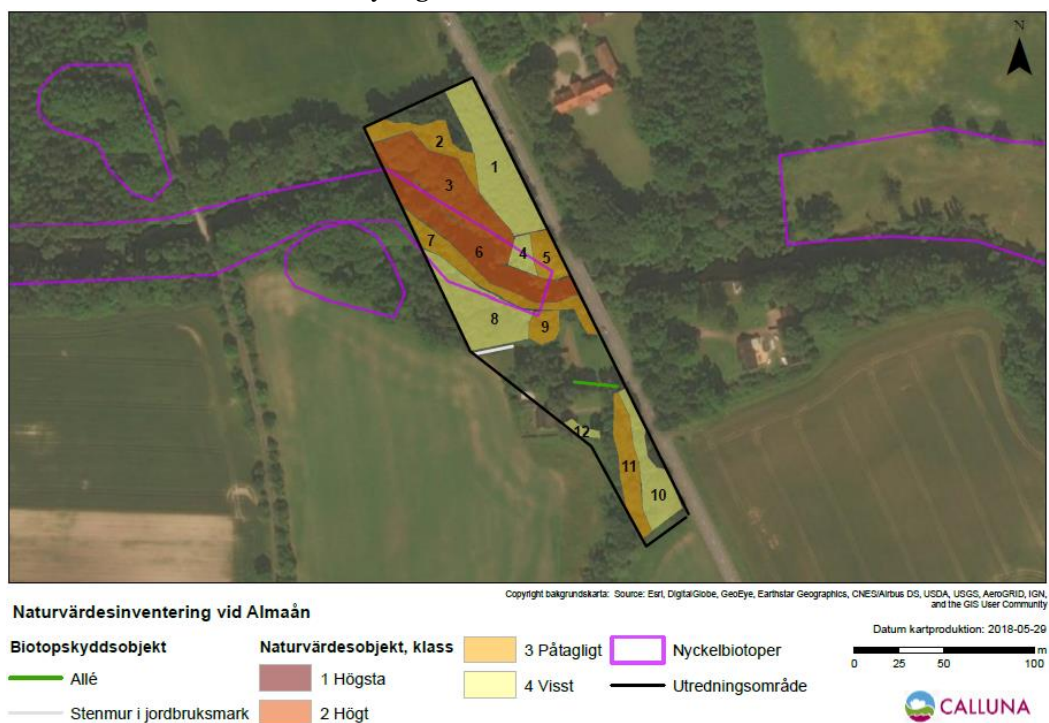 N
2
1
3
7
6
4
5
8
9
12
11
10
Copyright bakgrundskarta: Source: Esri, DigitalGlobe, GeoEye, Earthstar Geographics, CNES/Airbus DS, USDA, USGS, AeroGRID, IGN,
and the GIS User Community
Naturvärdesinventering vid Almaån
Datum kartproduktion: 2018-05-29
Biotopskyddsobjekt
Allé
Stenmur i jordbruksmark
Naturvärdesobjekt, klass
1 Högsta
2 Högt
3 Påtagligt
4 Visst
Nyckelbiotoper
Utredningsområde
m
0 25 50 100
CALLUNA